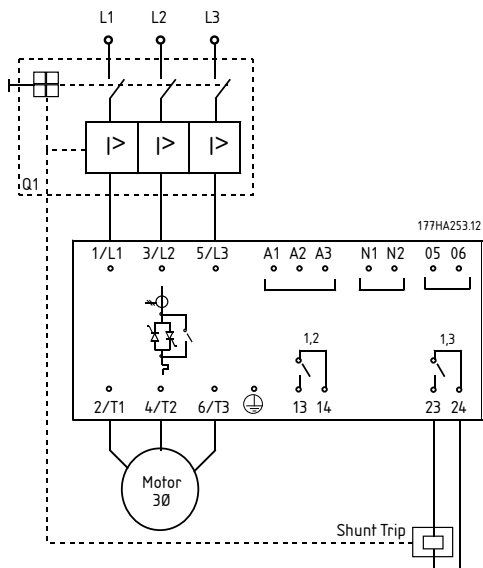 L1 L2 L3
|> |> |>
Q1
177HA253.12
1/L1 3/L2 5/L3 A1 A2 A3 N1 N2 05 06
1,2 1,3
2/T1 4/T2 6/T3 13 14 23 24
Motor
3Ø
Shunt Trip